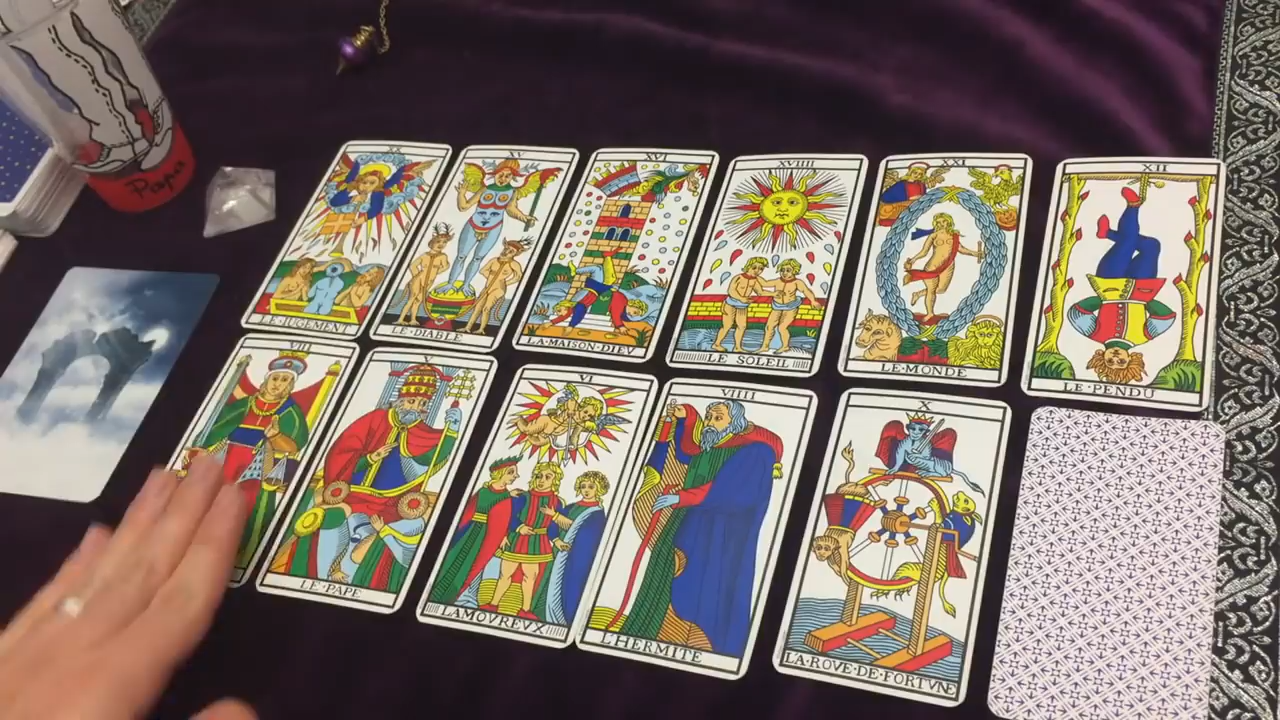 Papa
XX
LE·JUGEMENT
XV
LE·DIABLE
XVI
LA·MAISON·DIEV
XVIIII
LE SOLEIL
XXI
LE·MONDE
XII
LE·PENDU
VIII
V
LE·PAPE
VI
LAMOVREVX
VIIII
L'HERMITE
X
LA·ROVE·DE·FORTVNE